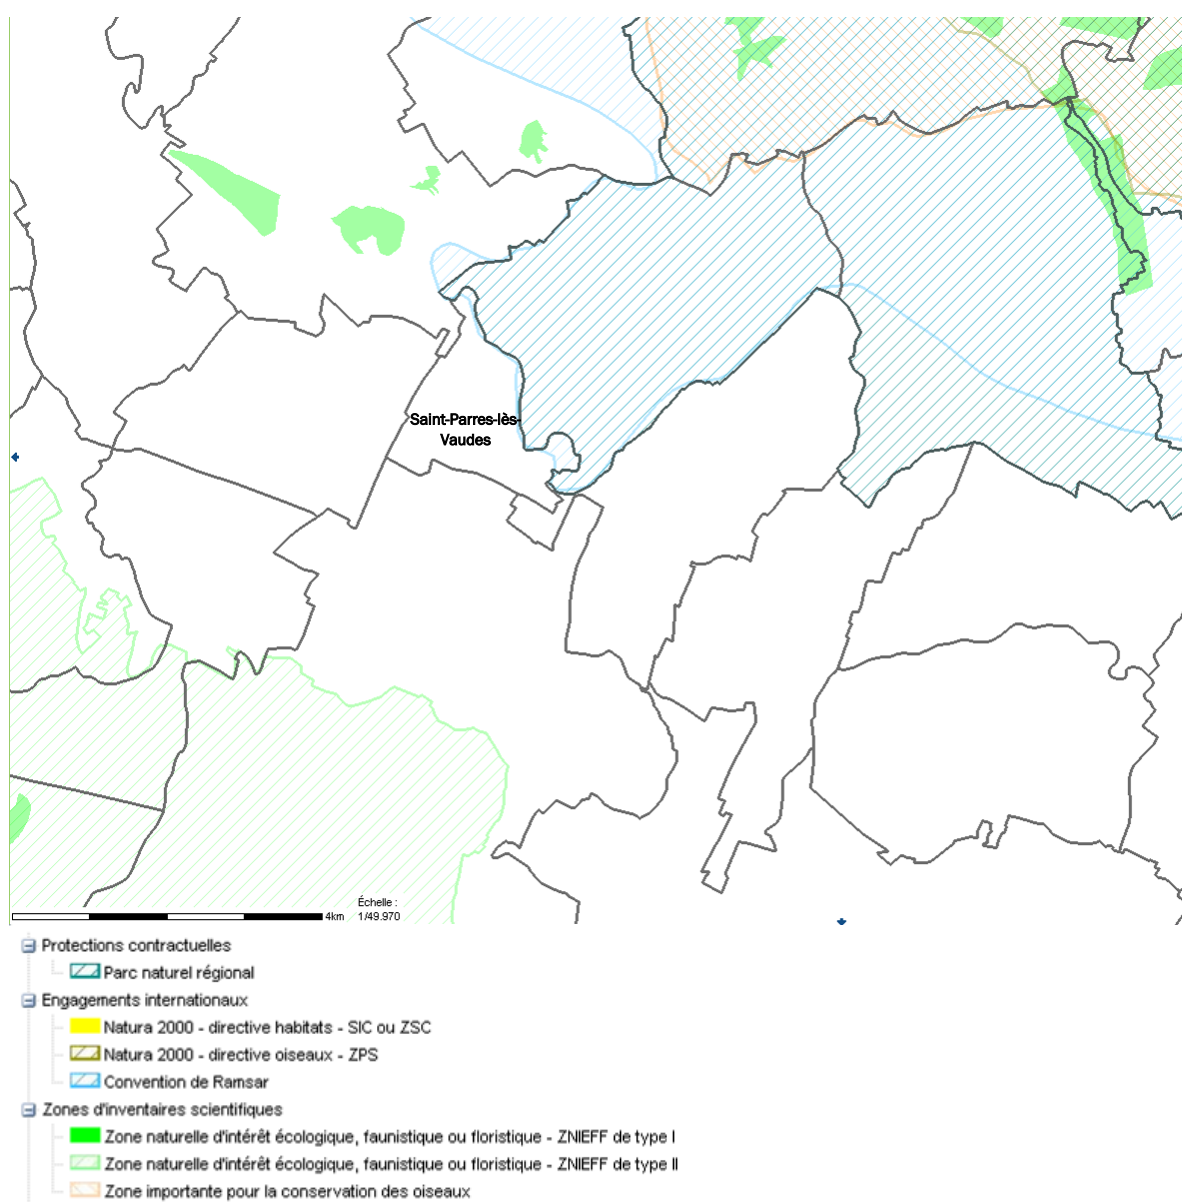 Saint-Parres-lès-
Vaudes
Échelle :
4km 1/49.970
Protections contractuelles
Parc naturel régional
Engagements internationaux
Natura 2000 - directive habitats - SIC ou ZSC
Natura 2000 - directive oiseaux - ZPS
Convention de Ramsar
Zones d'inventaires scientifiques
Zone naturelle d'intérêt écologique, faunistique ou floristique - ZNIEFF de type I
Zone naturelle d'intérêt écologique, faunistique ou floristique - ZNIEFF de type II
Zone importante pour la conservation des oiseaux